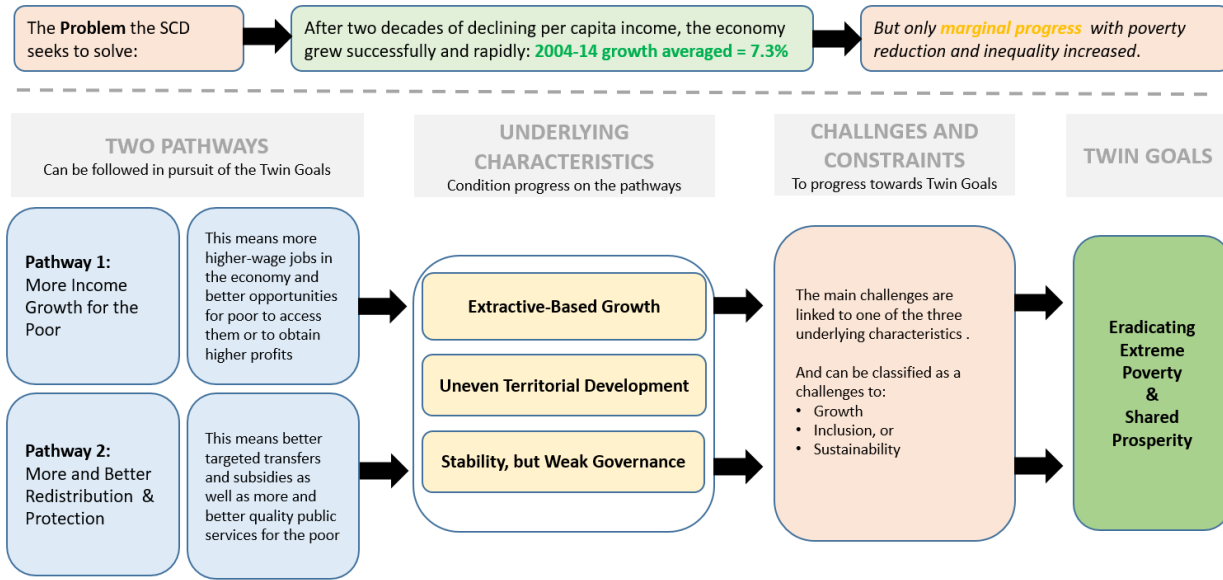 The Problem the SCD
seeks to solve:
After two decades of declining per capita income, the economy
grew successfully and rapidly: 2004-14 growth averaged = 7.3%
But only marginal progress with poverty
reduction and inequality increased.
TWO PATHWAYS
Can be followed in pursuit of the Twin Goals
UNDERLYING
CHARACTERISTICS
Condition progress on the pathways
CHALLNGES AND
CONSTRAINTS
To progress towards Twin Goals
TWIN GOALS
Pathway 1:
More Income
Growth for the
Poor
This means more
higher-wage jobs in
the economy and
better opportunities
for poor to access
them or to obtain
higher profits
Pathway 2:
More and Better
Redistribution &
Protection
This means better
targeted transfers
and subsidies as
well as more and
better quality public
services for the poor
Extractive-Based Growth
Uneven Territorial Development
Stability, but Weak Governance
The main challenges are
linked to one of the three
underlying characteristics .
And can be classified as a
challenges to:
• Growth
• Inclusion, or
• Sustainability
Eradicating
Extreme
Poverty
&
Shared
Prosperity